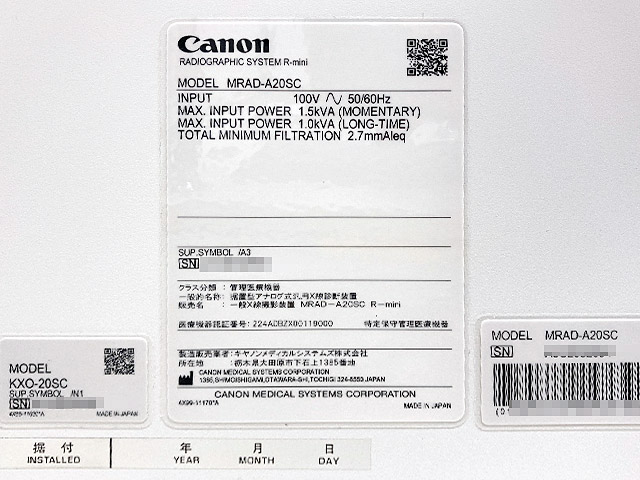 Canon
RADIOGRAPHIC SYSTEM R-mini
MODEL MRAD-A20SC
INPUT 100V 50/60Hz
MAX. INPUT POWER 1.5kVA (MOMENTARY)
MAX. INPUT POWER 1.0kVA (LONG-TIME)
TOTAL MINIMUM FILTRATION 2.7mmAleq
SUP.SYMBOL /A3
SN
クラス分類：管理医療機器
一般的名称：据置型アナログ式汎用X線診断装置
販売名：一般X線撮影装置 MRAD-A20SC R-mini
医療機器認証番号：224ACBZX00119000 特定保守管理医療機器
製造販売業者：キヤノンメディカルシステムズ株式会社
所在地：栃木県大田原市下石上1385番地
CANON MEDICAL SYSTEMS CORPORATION
1385, SHIMOISHIGAMI, OTAWARA-SHI, TOCHIGI 324-8550 JAPAN
CANON MEDICAL SYSTEMS CORPORATION
MADE IN JAPAN
MODEL
KXO-20SC
SUP.SYMBOL /N1
SN
MADE IN JAPAN
MODEL MRAD-A20SC
SN
据付 年 月 日
INSTALLED YEAR MONTH DAY